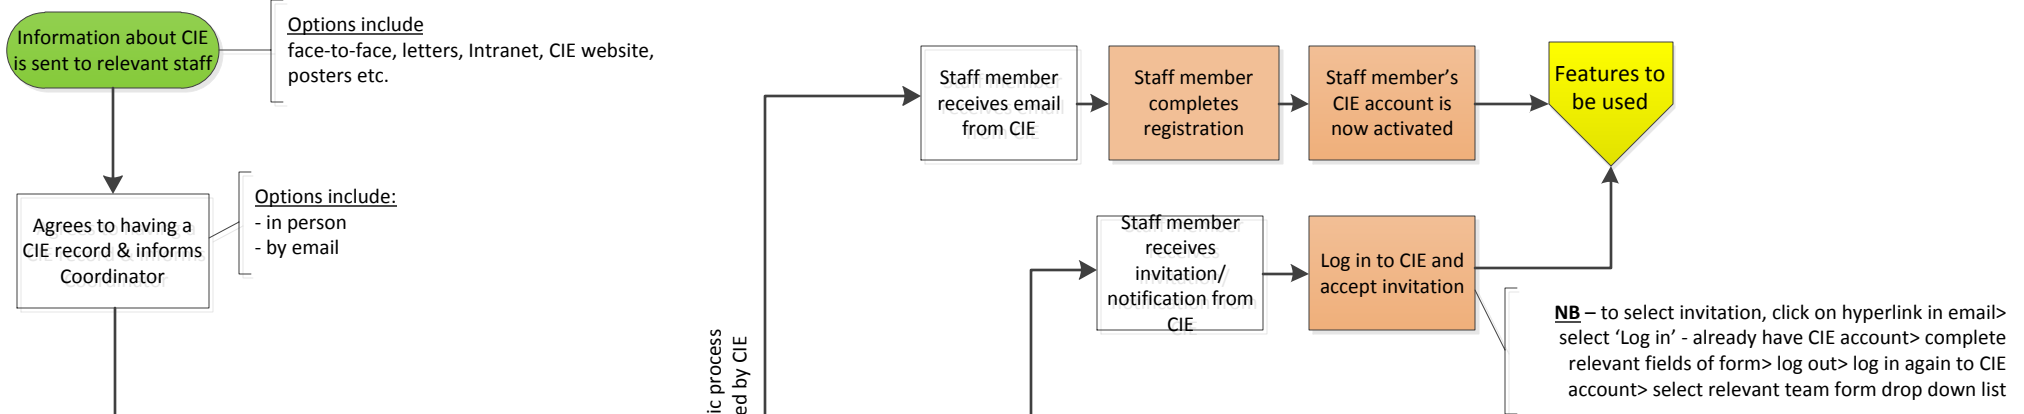 Information about CIE
is sent to relevant staff
Options include
face-to-face, letters, Intranet, CIE website,
posters etc.
Agrees to having a
CIE record & informs
Coordinator
Options include:
- in person
- by email
Staff member
receives email
from CIE
Staff member
completes
registration
Staff member’s
CIE account is
now activated
Features to
be used
Staff member
receives
invitation/
notification from
CIE
Log in to CIE and
accept invitation
NB – to select invitation, click on hyperlink in email>
select ‘Log in’ - already have CIE account> complete
relevant fields of form> log out> log in again to CIE
account> select relevant team form drop down list
ic process
ed by CIE